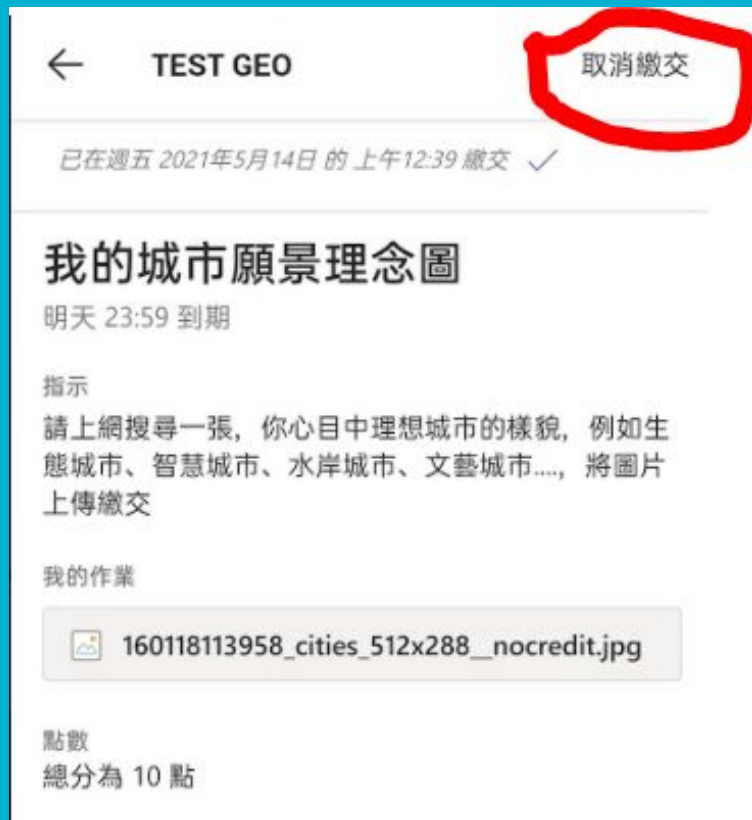 TEST GEO
取消繳交
已在週五 2021年5月14日 的 上午12:39 繳交
我的城市願景理念圖
明天 23:59 到期
指示
請上網搜尋一張，你心目中理想城市的樣貌，例如生
態城市、智慧城市、水岸城市、文藝城市....，將圖片
上傳繳交
我的作業
160118113958_cities_512x288__nocredit.jpg
點數
總分為 10 點